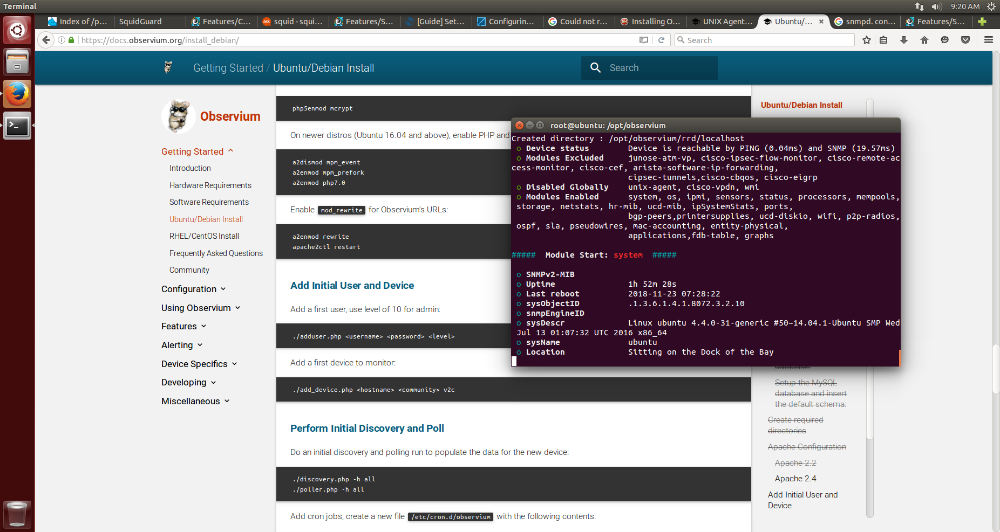 Terminal
9:20 AM
Index of /p...
SquidGuard
Features/C...
squid - squi...
Features/S...
[Guide] Set...
Configurin...
Could not r...
Installing O...
UNIX Agent...
Ubuntu/...
snmpd. con...
Features/S...
https://docs.observium.org/install_debian/
Search
Getting Started / Ubuntu/Debian Install
Search
Observium
Getting Started
Introduction
Hardware Requirements
Software Requirements
Ubuntu/Debian Install
RHEL/CentOS Install
Frequently Asked Questions
Community
Configuration
Using Observium
Features
Alerting
Device Specifics
Developing
Miscellaneous
php5enmod mcrypt
On newer distros (Ubuntu 16.04 and above), enable PHP and
a2dismod mpm_event
a2enmod mpm_prefork
a2enmod php7.0
Enable mod_rewrite for Observium's URLs:
a2enmod rewrite
apache2ctl restart
Add Initial User and Device
Add a first user, use level of 10 for admin:
./adduser.php <username> <password> <level>
Add a first device to monitor:
./add_device.php <hostname> <community> v2c
Perform Initial Discovery and Poll
Do an initial discovery and polling run to populate the data for the new device:
./discovery.php -h all
./poller.php -h all
Add cron jobs, create a new file /etc/cron.d/observium with the following contents:
root@ubuntu: /opt/observium
Created directory : /opt/observium/rrd/localhost
o Device status Device is reachable by PING (0.04ms) and SNMP (19.57ms)
o Modules Excluded junose-atm-vp, cisco-ipsec-flow-monitor, cisco-remote-ac
cess-monitor, cisco-cef, arista-software-ip-forwarding,
cipsec-tunnels,cisco-cbqos, cisco-eigrp
o Disabled Globally unix-agent, cisco-vpdn, wmi
o Modules Enabled system, os, ipmi, sensors, status, processors, mempools,
storage, netstats, hr-mib, ucd-mib, ipSystemStats, ports,
bgp-peers,printersupplies, ucd-diskio, wifi, p2p-radios,
ospf, sla, pseudowires, mac-accounting, entity-physical,
applications,fdb-table, graphs
##### Module Start: system #####
o SNMPv2-MIB
o Uptime 1h 52m 28s
o Last reboot 2018-11-23 07:28:22
o sysObjectID .1.3.6.1.4.1.8072.3.2.10
o snmpEngineID
o sysDescr Linux ubuntu 4.4.0-31-generic #50~14.04.1-Ubuntu SMP Wed
Jul 13 01:07:32 UTC 2016 x86_64
o sysName ubuntu
o Location Sitting on the Dock of the Bay
Ubuntu/Debian Install
database:
Setup the MySQL
database and insert
the default schema:
Create required
directories
Apache Configuration
Apache 2.2
Apache 2.4
Add Initial User and
Device